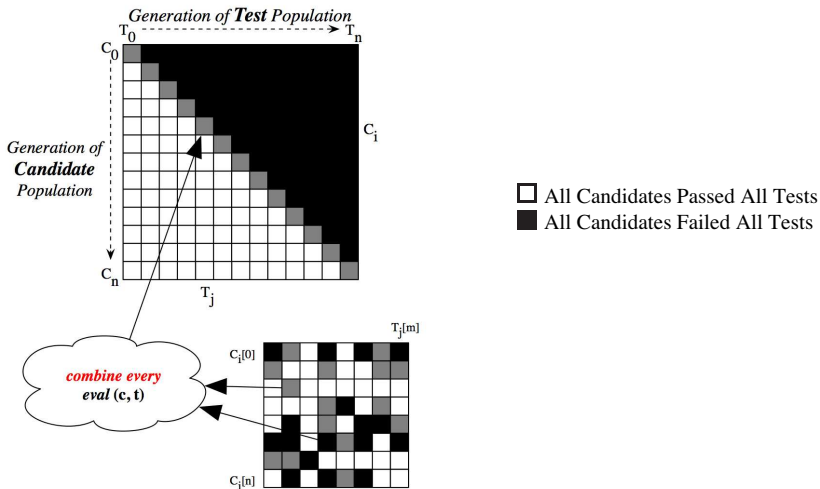 Generation of Test Population
T0 Tn
C0
Ci
Generation of
Candidate
Population
Cn
Tj
All Candidates Passed All Tests
All Candidates Failed All Tests
Tj[m]
Ci[0]
combine every
eval (c, t)
Ci[n]